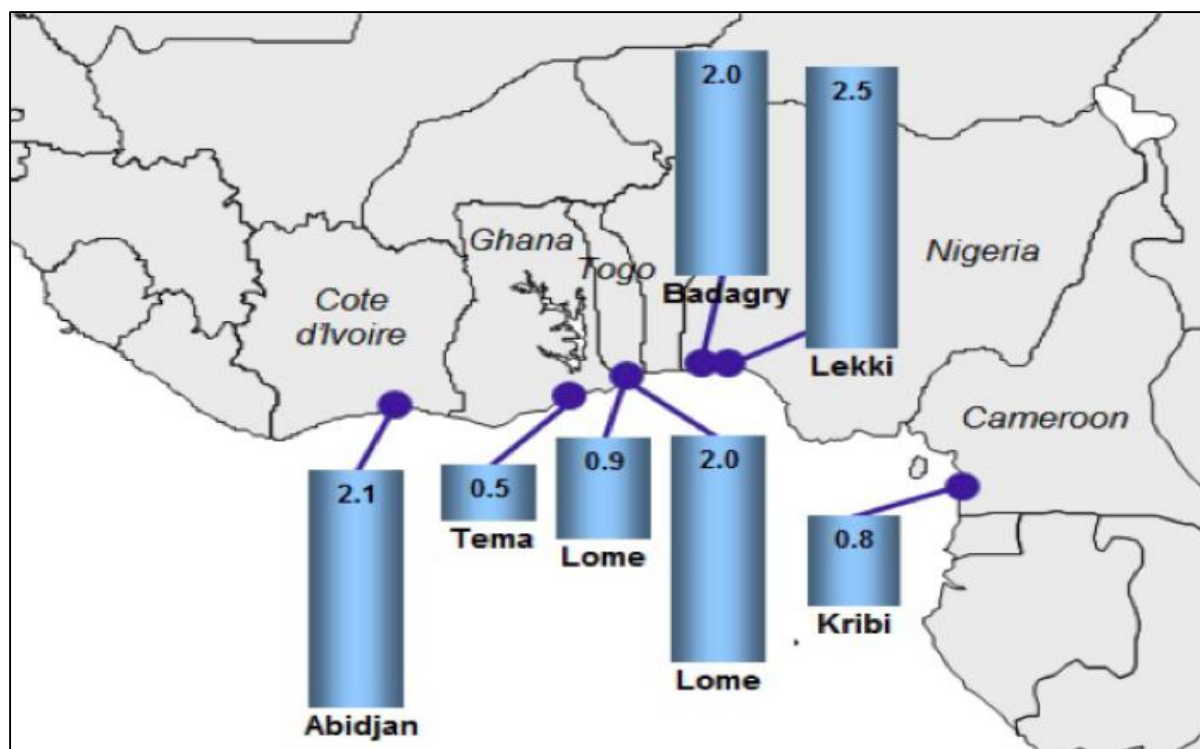 2.0
2.5
Ghana
Togo
Nigeria
Badagry
Cote
d'Ivoire
Lekki
Cameroon
2.1
0.5
0.9
2.0
0.8
Tema
Lome
Kribi
Lome
Abidjan